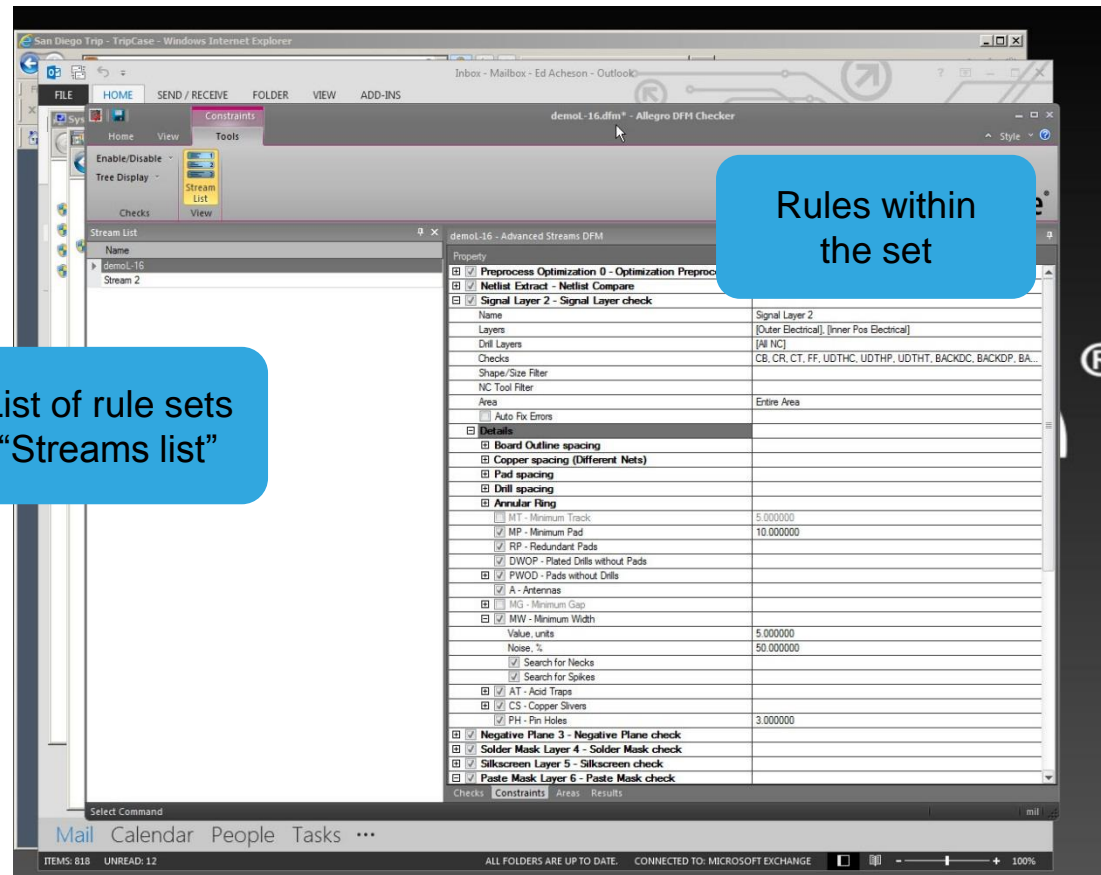 San Diego Trip - TripCase - Windows Internet Explorer
Inbox - Mailbox - Ed Acheson - Outlook
FILE HOME SEND / RECEIVE FOLDER VIEW ADD-INS
Sys
Constraints
demoL-16.dfm* - Allegro DFM Checker
Home View Tools
Style
Enable/Disable
Tree Display
Stream
List
Checks View
Rules within
the set
Stream List
demoL-16 - Advanced Streams DFM
Name
demoL-16
Stream 2
List of rule sets
“Streams list”
Property
Preprocess Optimization 0 - Optimization Preproc
Netlist Extract - Netlist Compare
Signal Layer 2 - Signal Layer check
Name Signal Layer 2
Layers [Outer Electrical], [Inner Pos Electrical]
Drill Layers [All NC]
Checks CB, CR, CT, FF, UDTHC, UDTHP, UDTHT, BACKDC, BACKDP, BA...
Shape/Size Filter
NC Tool Filter
Area Entire Area
Auto Fix Errors
Details
Board Outline spacing
Copper spacing (Different Nets)
Pad spacing
Drill spacing
Annular Ring
MT - Minimum Track 5.000000
MP - Minimum Pad 10.000000
RP - Redundant Pads
DWOP - Plated Drills without Pads
PWOD - Pads without Drills
A - Antennas
MG - Minimum Gap
MW - Minimum Width
Value, units 5.000000
Noise, % 50.000000
Search for Necks
Search for Spikes
AT - Acid Traps
CS - Copper Slivers
PH - Pin Holes 3.000000
Negative Plane 3 - Negative Plane check
Solder Mask Layer 4 - Solder Mask check
Silkscreen Layer 5 - Silkscreen check
Paste Mask Layer 6 - Paste Mask check
Checks Constraints Areas Results
Select Command mil
Mail Calendar People Tasks ...
ITEMS: 818 UNREAD: 12 ALL FOLDERS ARE UP TO DATE. CONNECTED TO: MICROSOFT EXCHANGE 100%